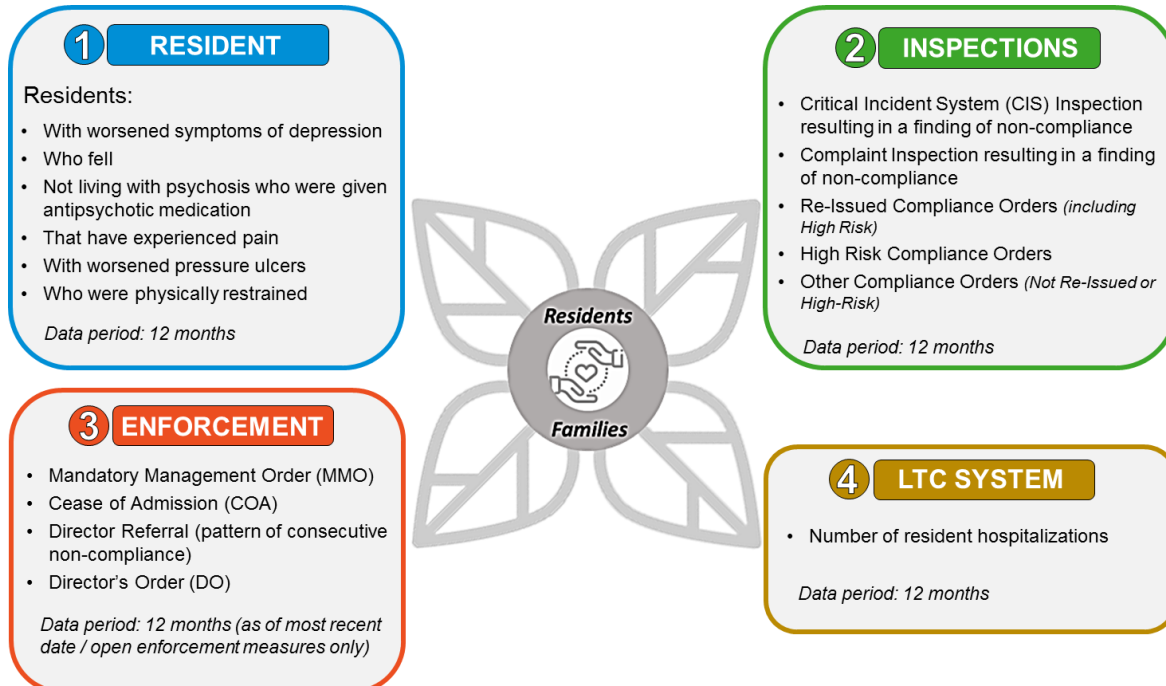 1 RESIDENT
Residents:
• With worsened symptoms of depression
• Who fell
• Not living with psychosis who were given
antipsychotic medication
• That have experienced pain
• With worsened pressure ulcers
• Who were physically restrained
Data period: 12 months
2 INSPECTIONS
• Critical Incident System (CIS) Inspection
resulting in a finding of non-compliance
• Complaint Inspection resulting in a finding
of non-compliance
• Re-Issued Compliance Orders (including
High Risk)
• High Risk Compliance Orders
• Other Compliance Orders (Not Re-Issued or
High-Risk)
Data period: 12 months
Residents
Families
3 ENFORCEMENT
• Mandatory Management Order (MMO)
• Cease of Admission (COA)
• Director Referral (pattern of consecutive
non-compliance)
• Director’s Order (DO)
Data period: 12 months (as of most recent
date / open enforcement measures only)
4 LTC SYSTEM
• Number of resident hospitalizations
Data period: 12 months